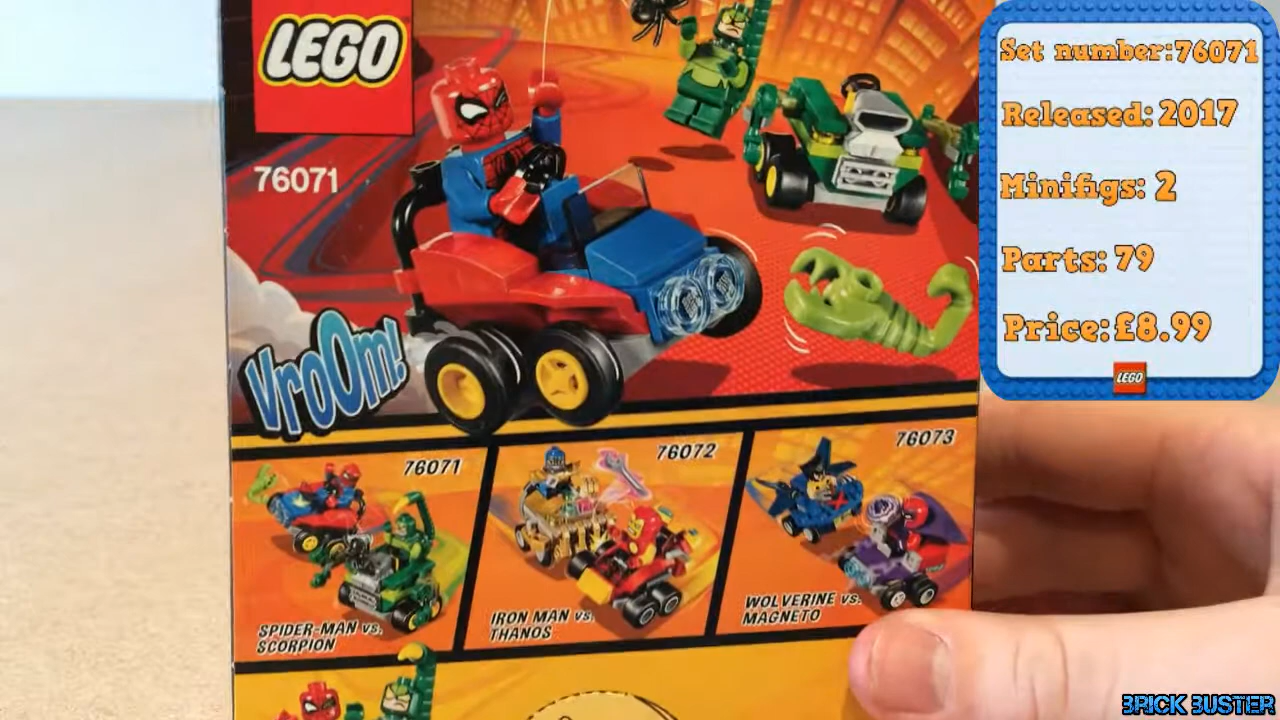 LEGO
76071
VrOOm!
76071
SPIDER-MAN vs.
SCORPION
76072
IRON MAN vs.
THANOS
76073
WOLVERINE vs.
MAGNETO
Set number:76071
Released: 2017
Minifigs: 2
Parts: 79
Price:£8.99
LEGO
BRICK BUSTER